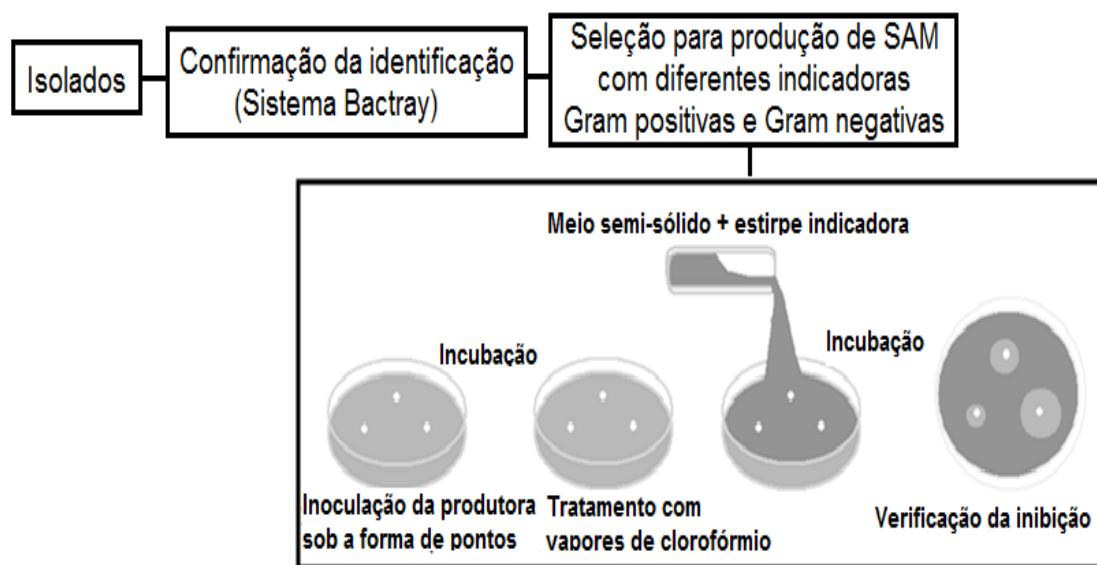 Isolados
Confirmação da identificação
(Sistema Bactray)
Seleção para produção de SAM
com diferentes indicadoras
Gram positivas e Gram negativas
Meio semi-sólido + estirpe indicadora
Incubação
Incubação
Inoculação da produtora
sob a forma de pontos
Tratamento com
vapores de clorofórmio
Verificação da inibição